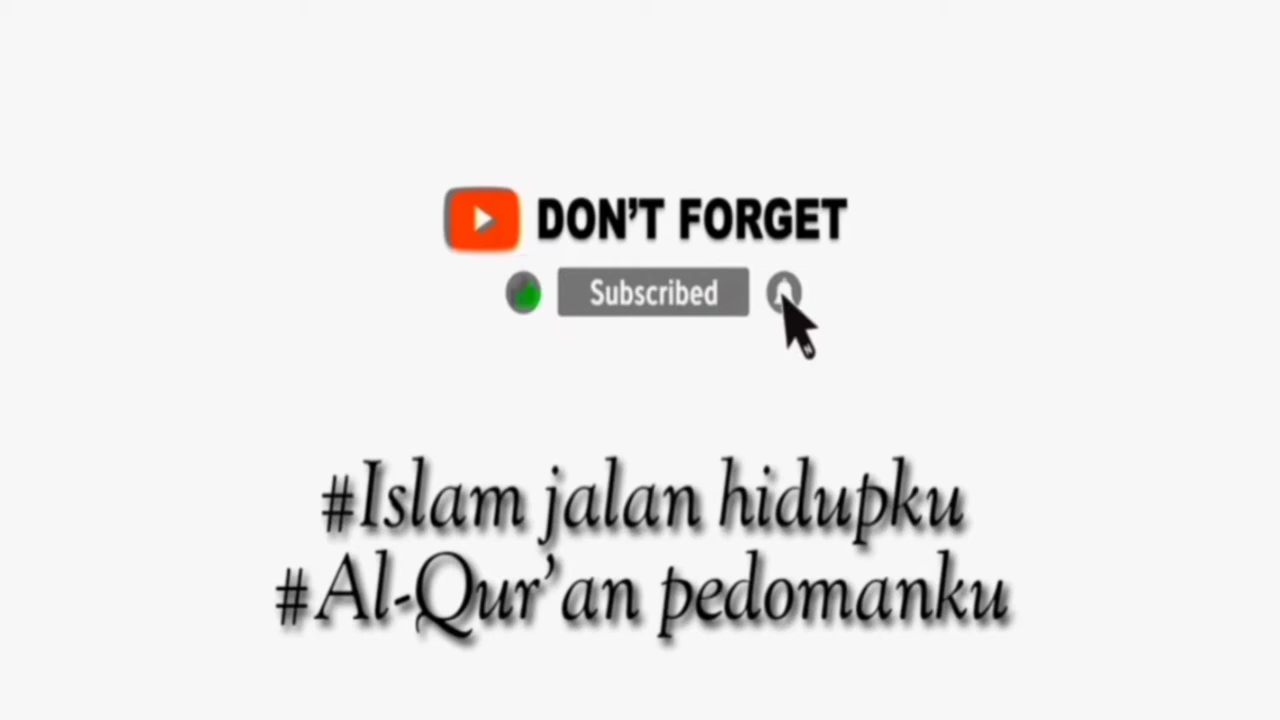 DON'T FORGET
Subscribed
#Islam jalan hidupku
#Al-Qur'an pedomanku